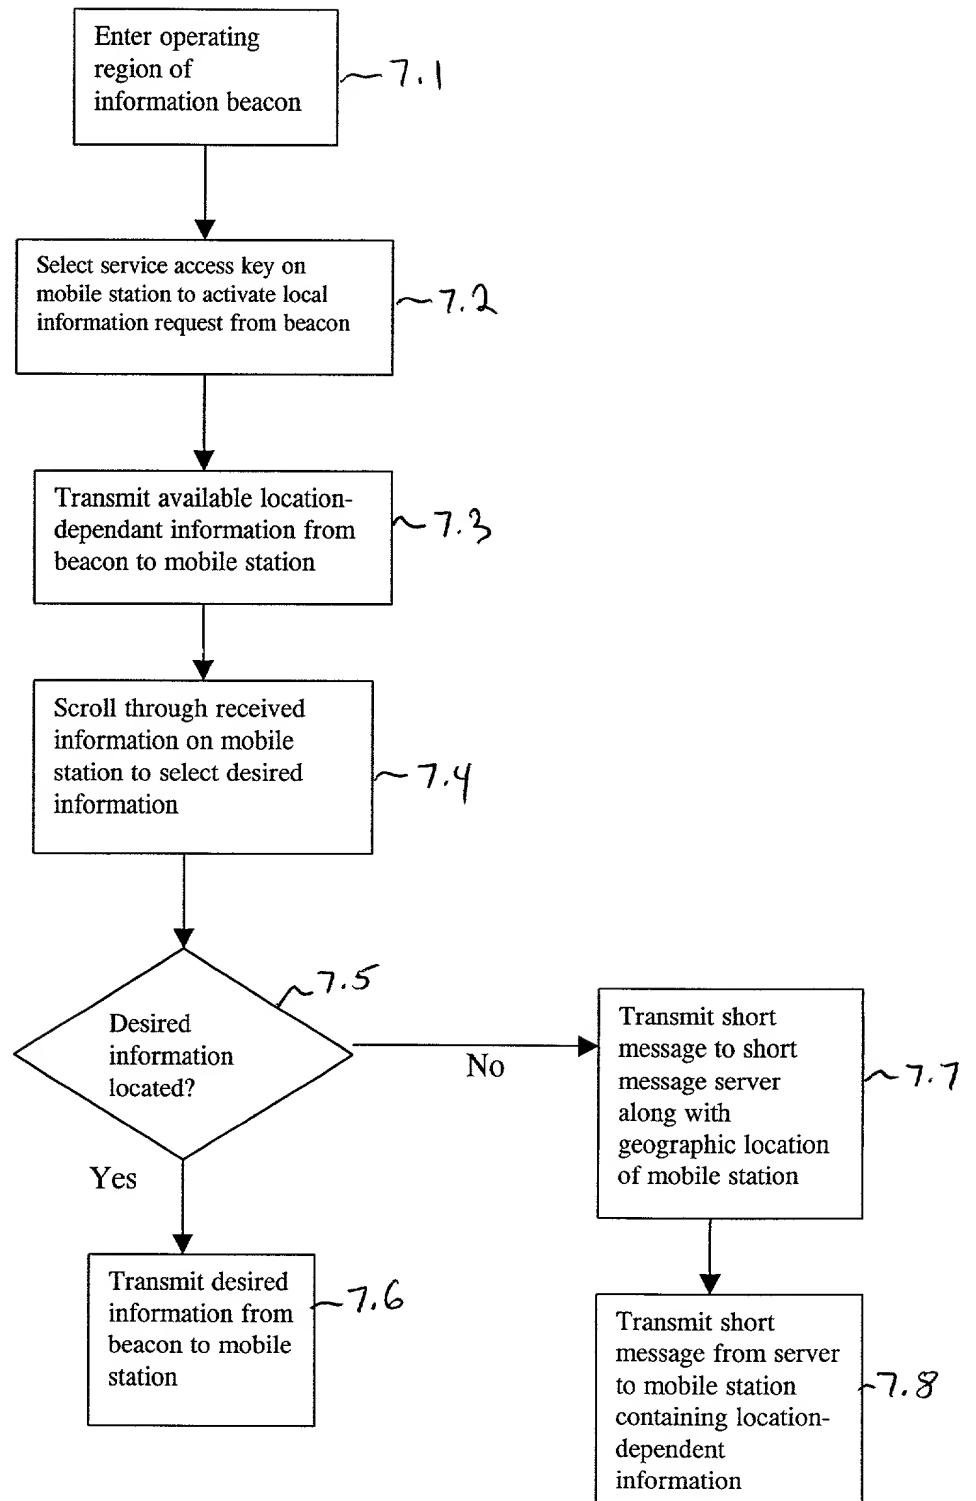 Enter operating
region of
information beacon
7.1
Select service access key on
mobile station to activate local
information request from beacon
7.2
Transmit available location-
dependant information from
beacon to mobile station
7.3
Scroll through received
information on mobile
station to select desired
information
7.4
7.5
Desired
information
located?
No
Yes
Transmit short
message to short
message server
along with
geographic location
of mobile station
7.7
Transmit desired
information from
beacon to mobile
station
7.6
Transmit short
message from server
to mobile station
containing location-
dependent
information
7.8